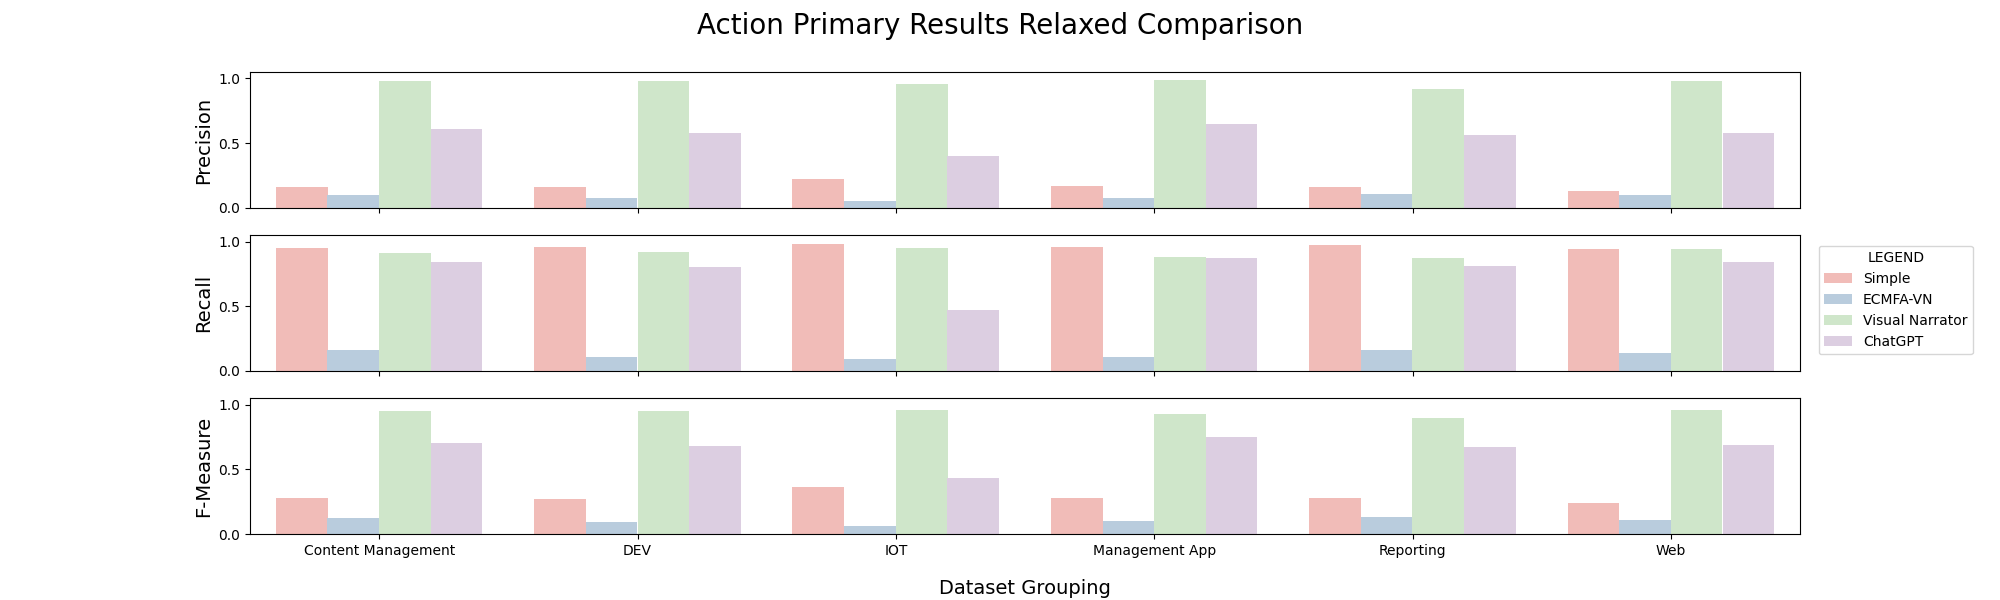 Action Primary Results Relaxed Comparison
1.0
0.5
0.0
Precision
1.0
0.5
0.0
Recall
LEGEND
Simple
ECMFA-VN
Visual Narrator
ChatGPT
1.0
0.5
0.0
F-Measure
Content Management DEV IOT Management App Reporting Web
Dataset Grouping